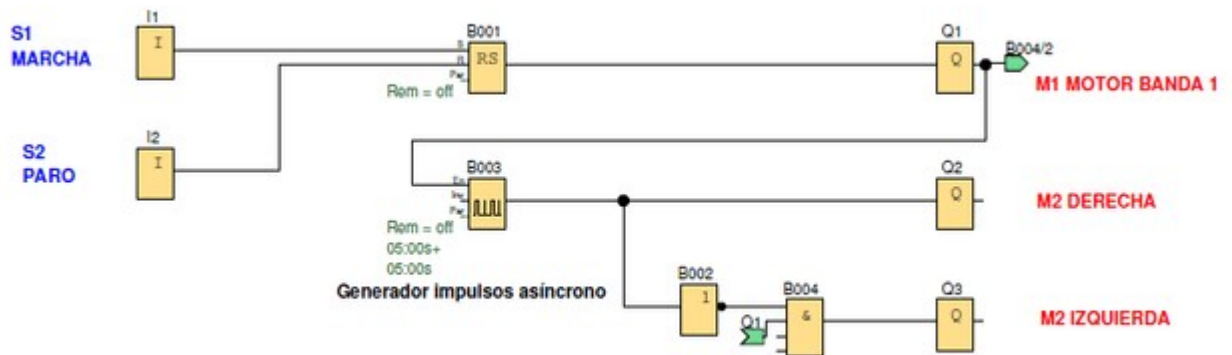 I1
S1
MARCHA
I
B001
S
R
Par
RS
Rem = off
Q1
Q
B004/2
M1 MOTOR BANDA 1
I2
S2
PARO
I
B003
En
Inv
Par
Rem = off
05:00s+
05:00s
Generador impulsos asíncrono
Q2
Q
M2 DERECHA
B002
1
B004
Q1
&
Q3
Q
M2 IZQUIERDA